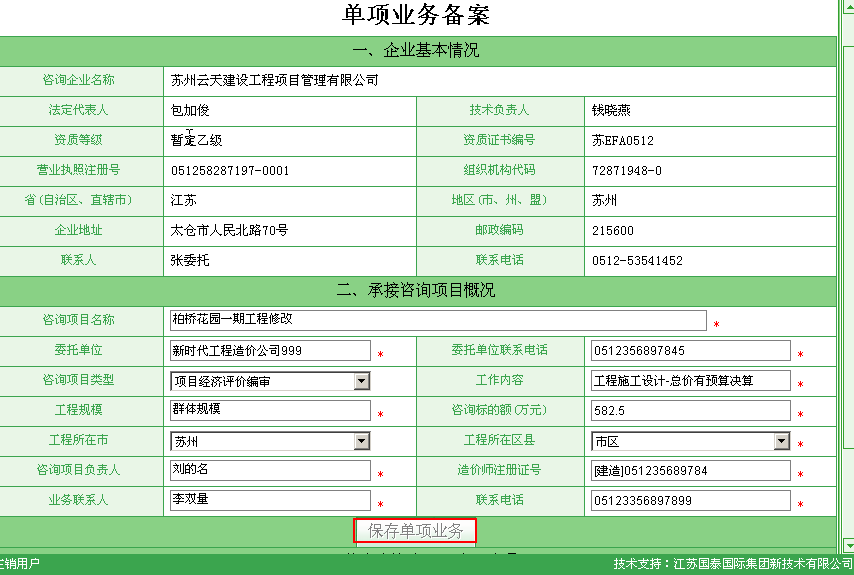 单项业务备案
一、企业基本情况
咨询企业名称 苏州云天建设工程项目管理有限公司
法定代表人 包加俊 技术负责人 钱晓燕
资质等级 暂定乙级 资质证书编号 苏EFA0512
营业执照注册号 051258287197-0001 组织机构代码 72871948-0
省(自治区、直辖市) 江苏 地区(市、州、盟) 苏州
企业地址 太仓市人民北路70号 邮政编码 215600
联系人 张委托 联系电话 0512-53541452
二、承接咨询项目概况
咨询项目名称 柏桥花园一期工程修改 *
委托单位 新时代工程造价公司999 * 委托单位联系电话 0512356897845 *
咨询项目类型 项目经济评价编审 工作内容 工程施工设计-总价有预算决算 *
工程规模 群体规模 * 咨询标的额(万元) 582.5 *
工程所在市 苏州 工程所在区县 市区 *
咨询项目负责人 刘的名 * 造价师注册证号 [建造]051235689784 *
业务联系人 李双量 * 联系电话 05123356897899 *
保存单项业务
注销用户 技术支持：江苏国泰国际集团新技术有限公司